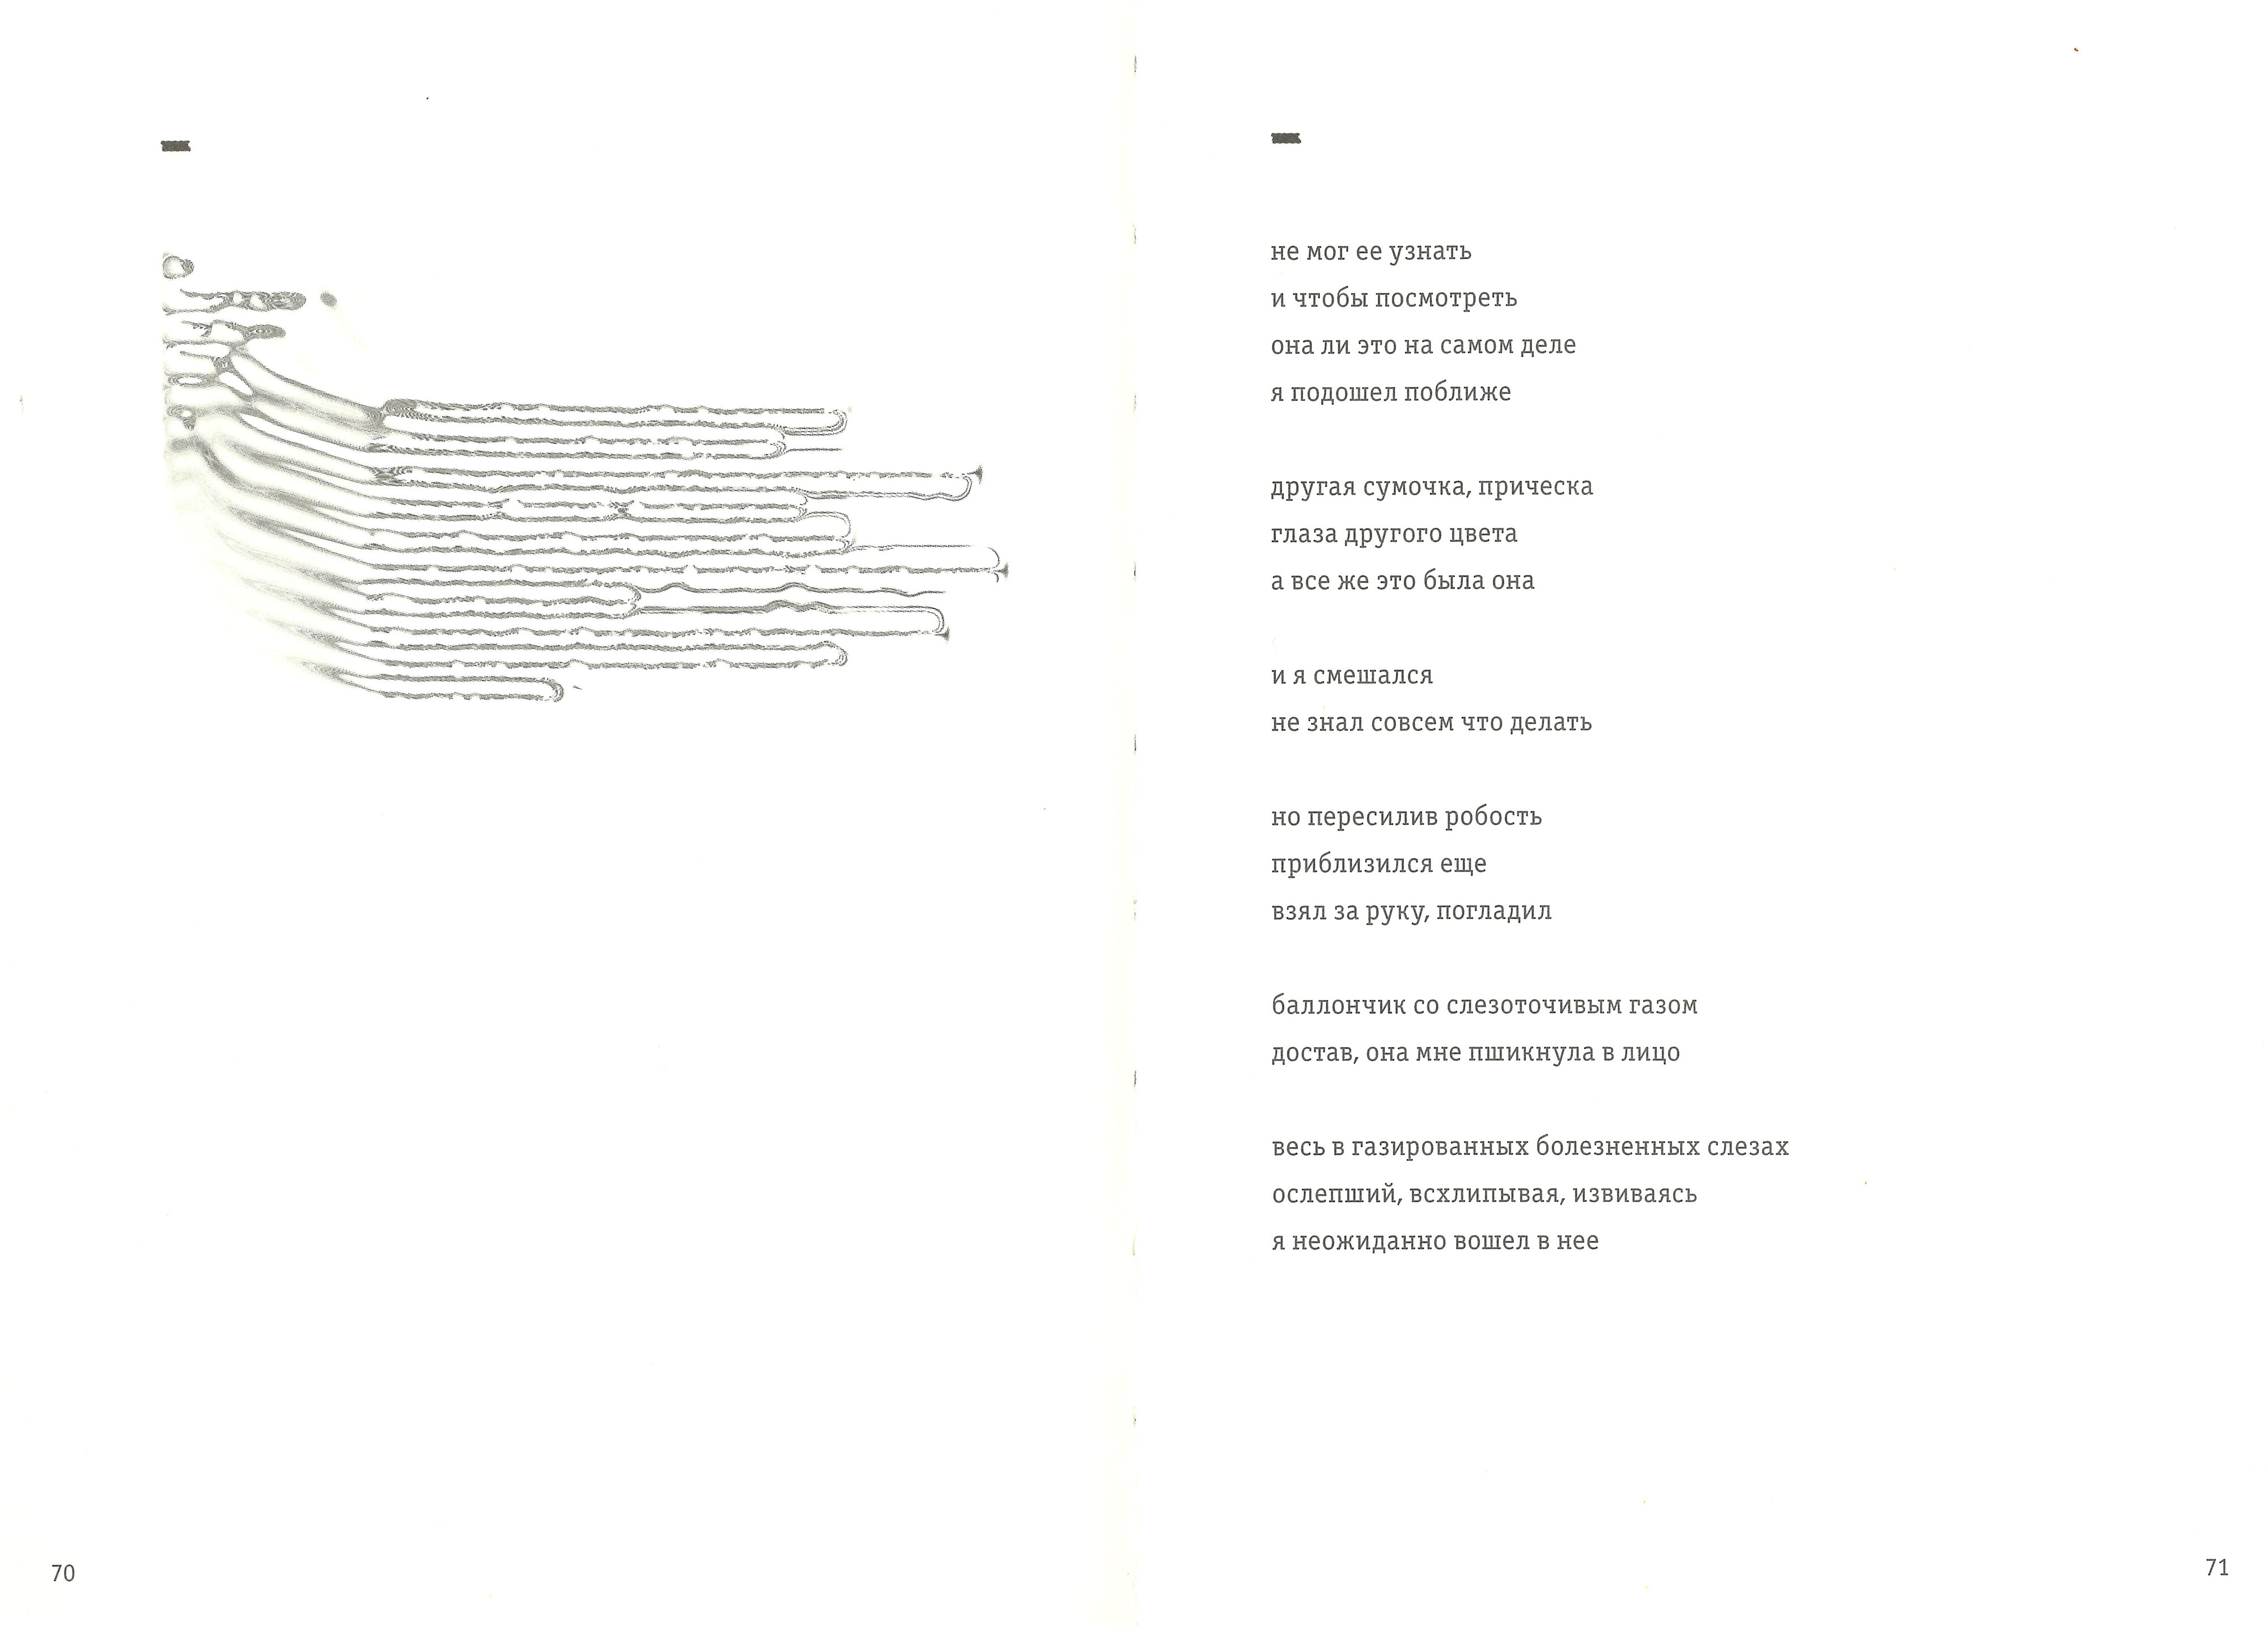 не мог ее узнать
и чтобы посмотреть
она ли это на самом деле
я подошел поближе
другая сумочка, прическа
глаза другого цвета
а все же это была она
и я смешался
не знал совсем что делать
но пересилив робость
приблизился еще
взял за руку, погладил
баллончик со слезоточивым газом
достав, она мне пшикнула в лицо
весь в газированных болезненных слезах
ослепший, всхлипывая, извиваясь
я неожиданно вошел в нее
70
71